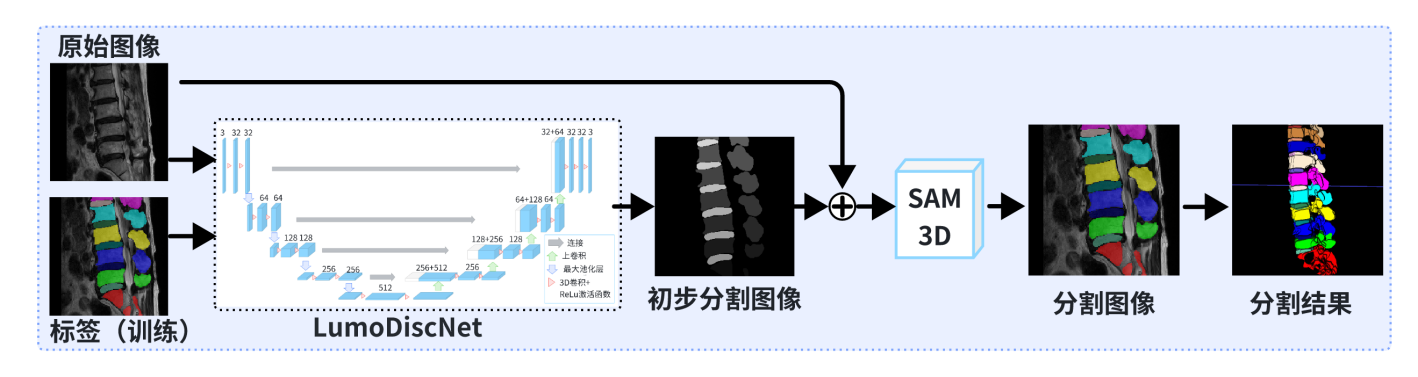 原始图像
标签（训练）
3 32 32
64 64
128 128
256 256
512
256+512 256
128+256 128
64+128 64
32+64 32 32 3
连接
上卷积
最大池化层
3D卷积+
ReLu激活函数
LumoDiscNet
初步分割图像
SAM
3D
分割图像
分割结果